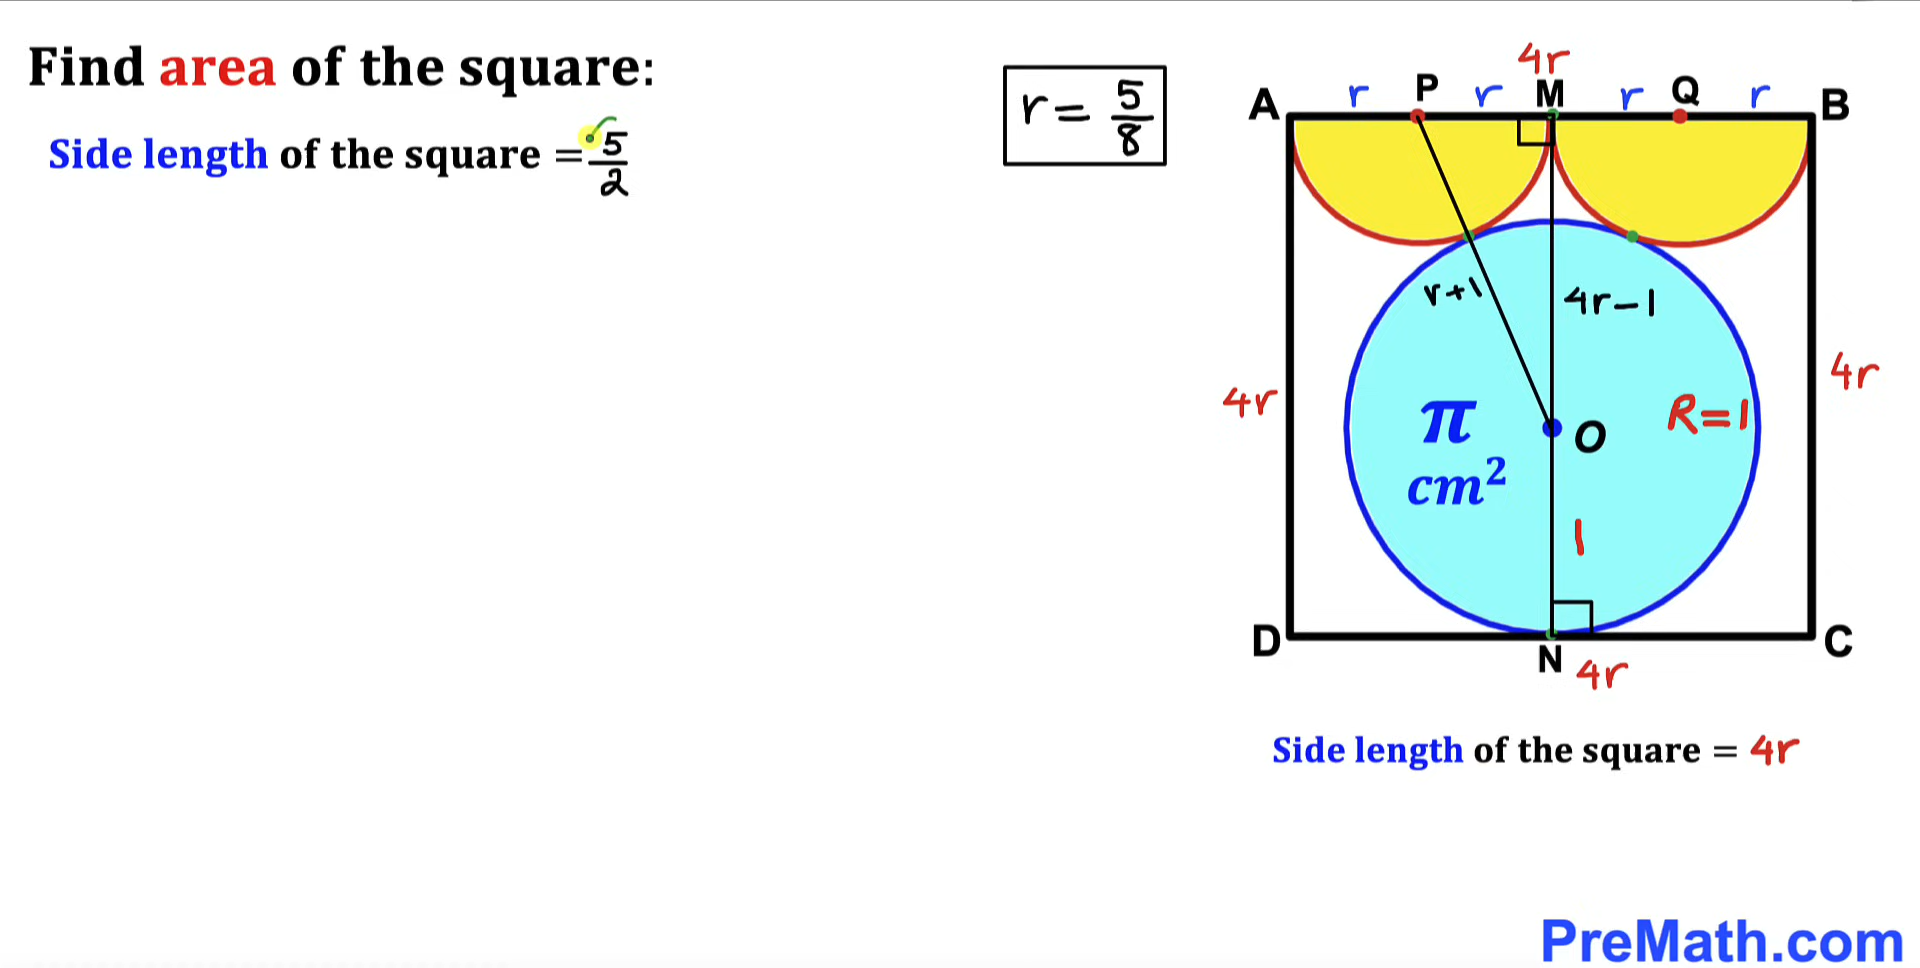 Find area of the square:
Side length of the square = 5/2
r = 5/8
4r
A r P r M r Q r B
r+1
4r-1
4r
4r
π
cm²
O
R=1
1
D
N
4r
C
Side length of the square = 4r
PreMath.com